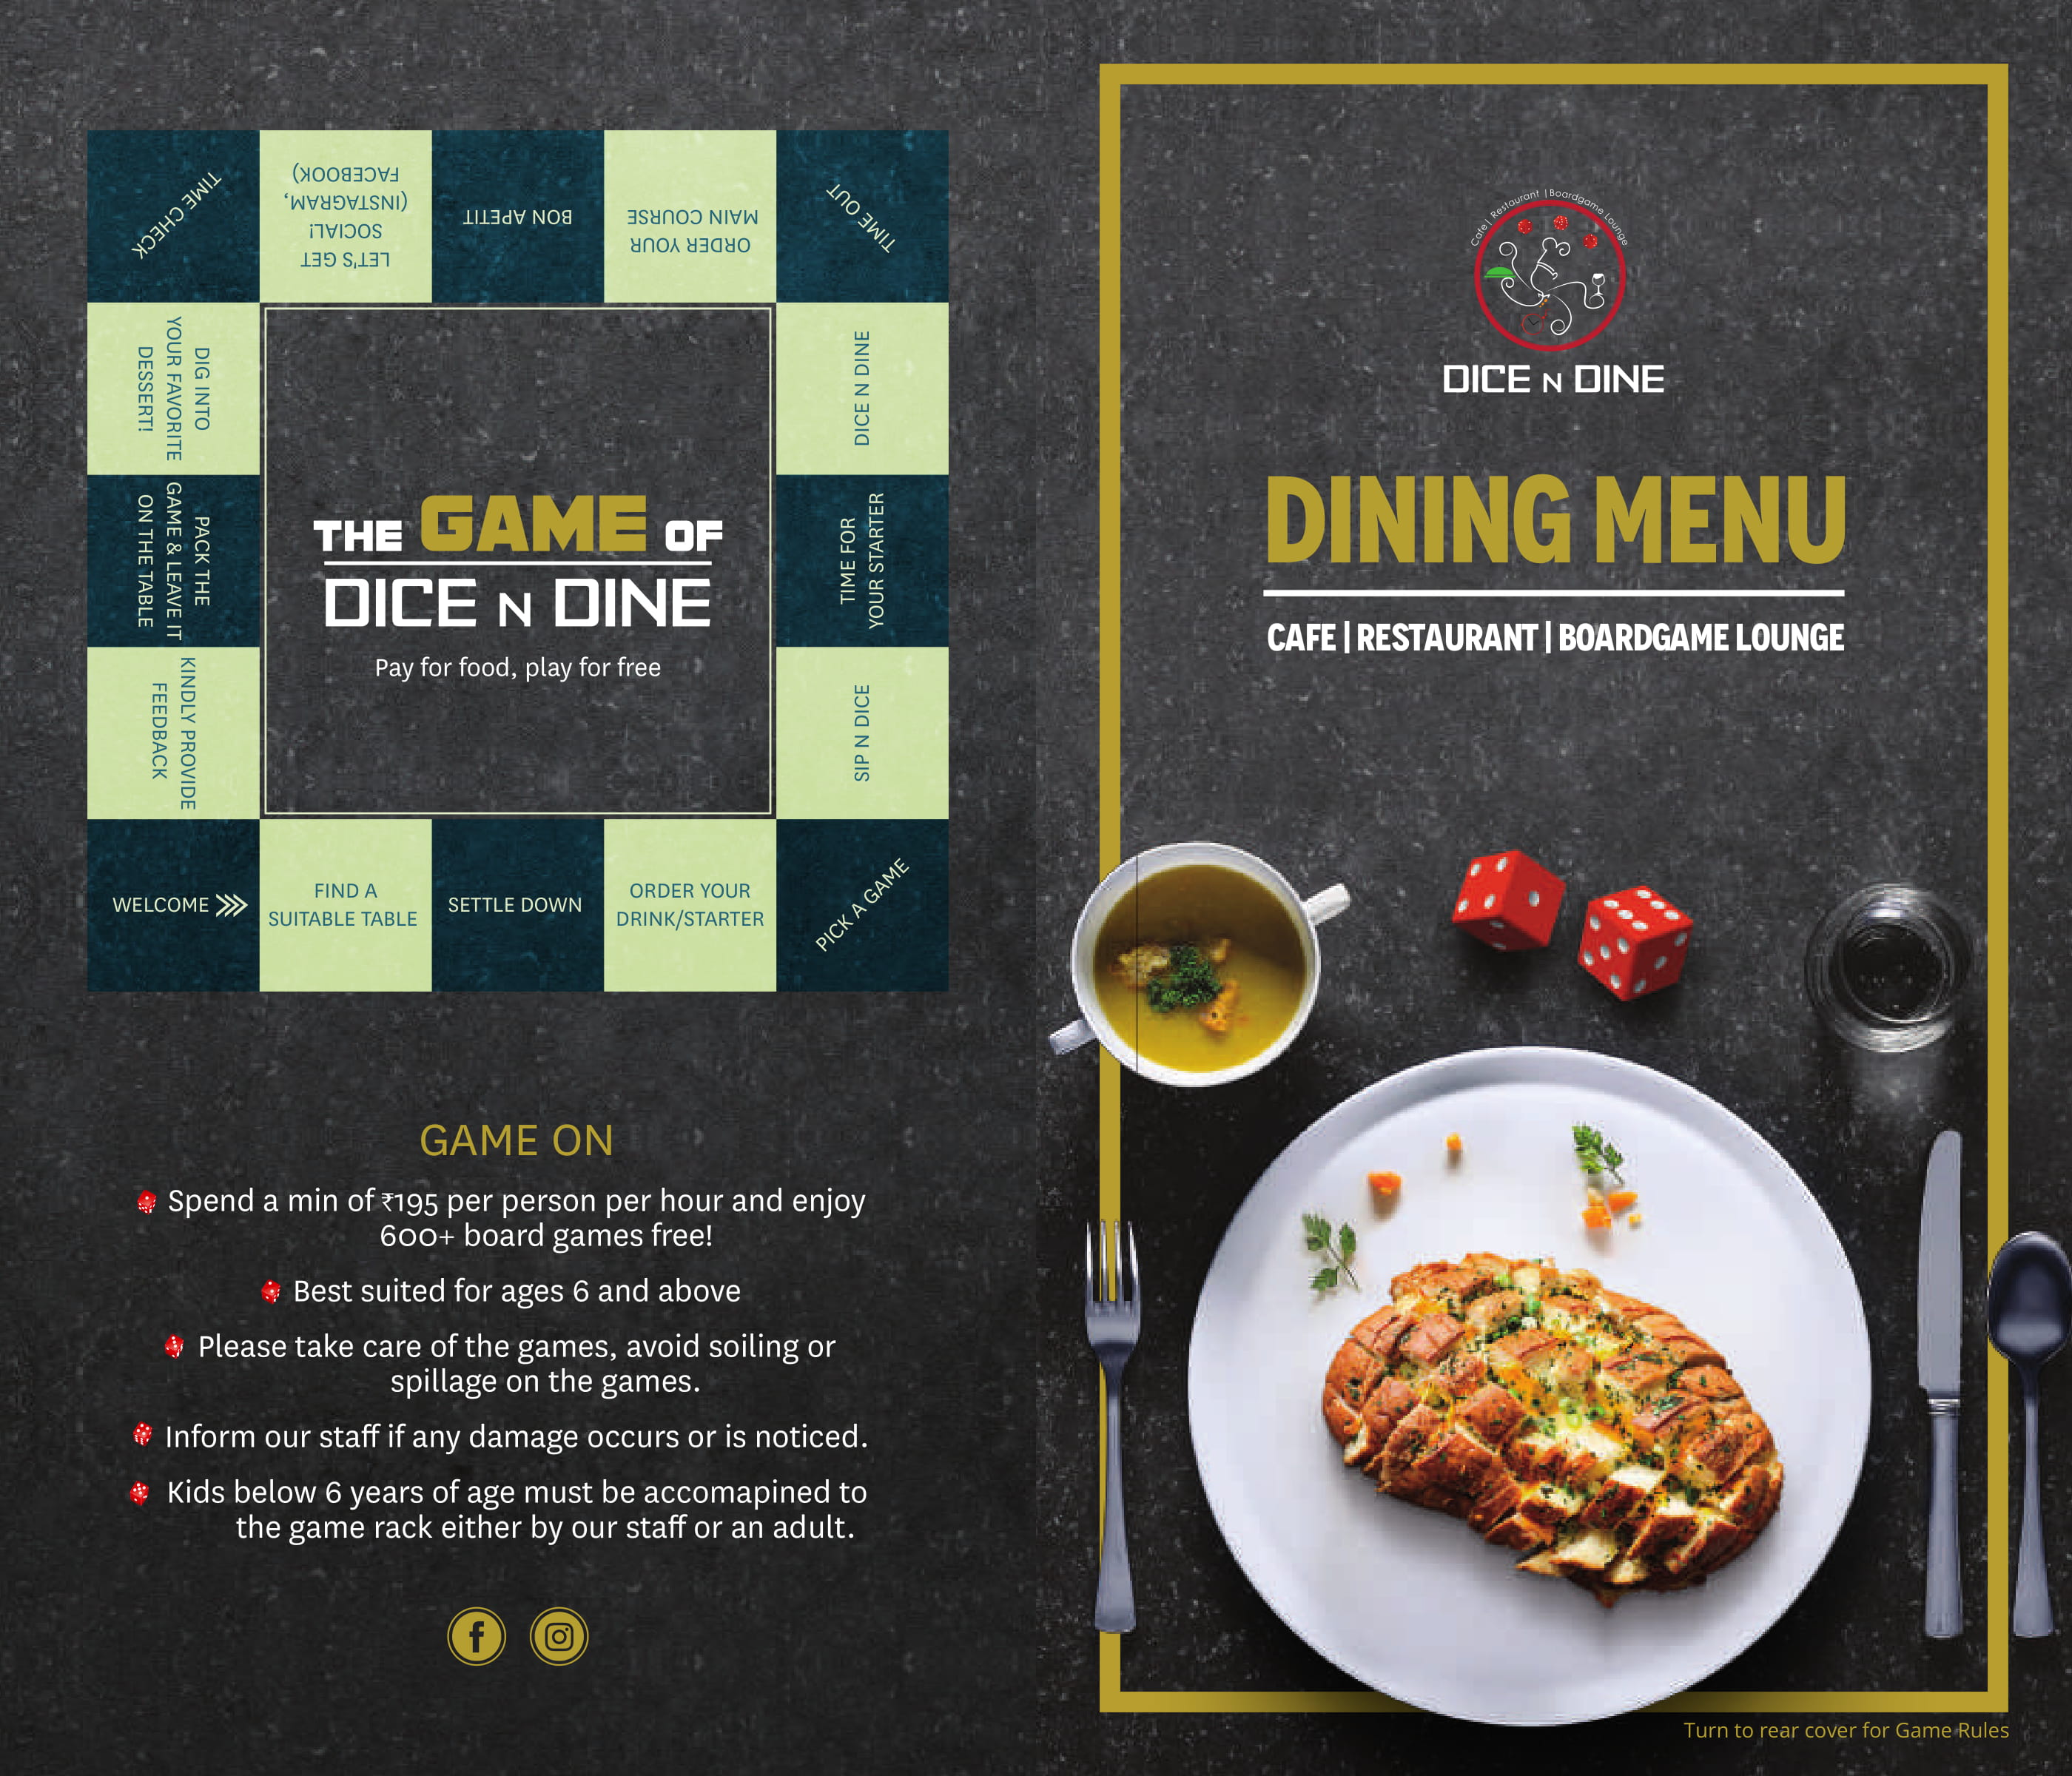 WELCOME
FIND A
SUITABLE TABLE
SETTLE DOWN
ORDER YOUR
DRINK/STARTER
PICK A GAME
SIP N DICE
TIME FOR
YOUR STARTER
DICE N DINE
TIME OUT
ORDER YOUR
MAIN COURSE
BON APETIT
LET'S GET
SOCIAL!
(INSTAGRAM,
FACEBOOK)
TIME CHECK
DIG INTO
YOUR FAVORITE
DESSERT!
PACK THE
GAME & LEAVE IT
ON THE TABLE
KINDLY PROVIDE
FEEDBACK
THE GAME OF
DICE N DINE
Pay for food, play for free
GAME ON
Spend a min of ₹195 per person per hour and enjoy
600+ board games free!
Best suited for ages 6 and above
Please take care of the games, avoid soiling or
spillage on the games.
Inform our staff if any damage occurs or is noticed.
Kids below 6 years of age must be accomapined to
the game rack either by our staff or an adult.
Cafe | Restaurant | Boardgame Lounge
DICE N DINE
DINING MENU
CAFE | RESTAURANT | BOARDGAME LOUNGE
Turn to rear cover for Game Rules